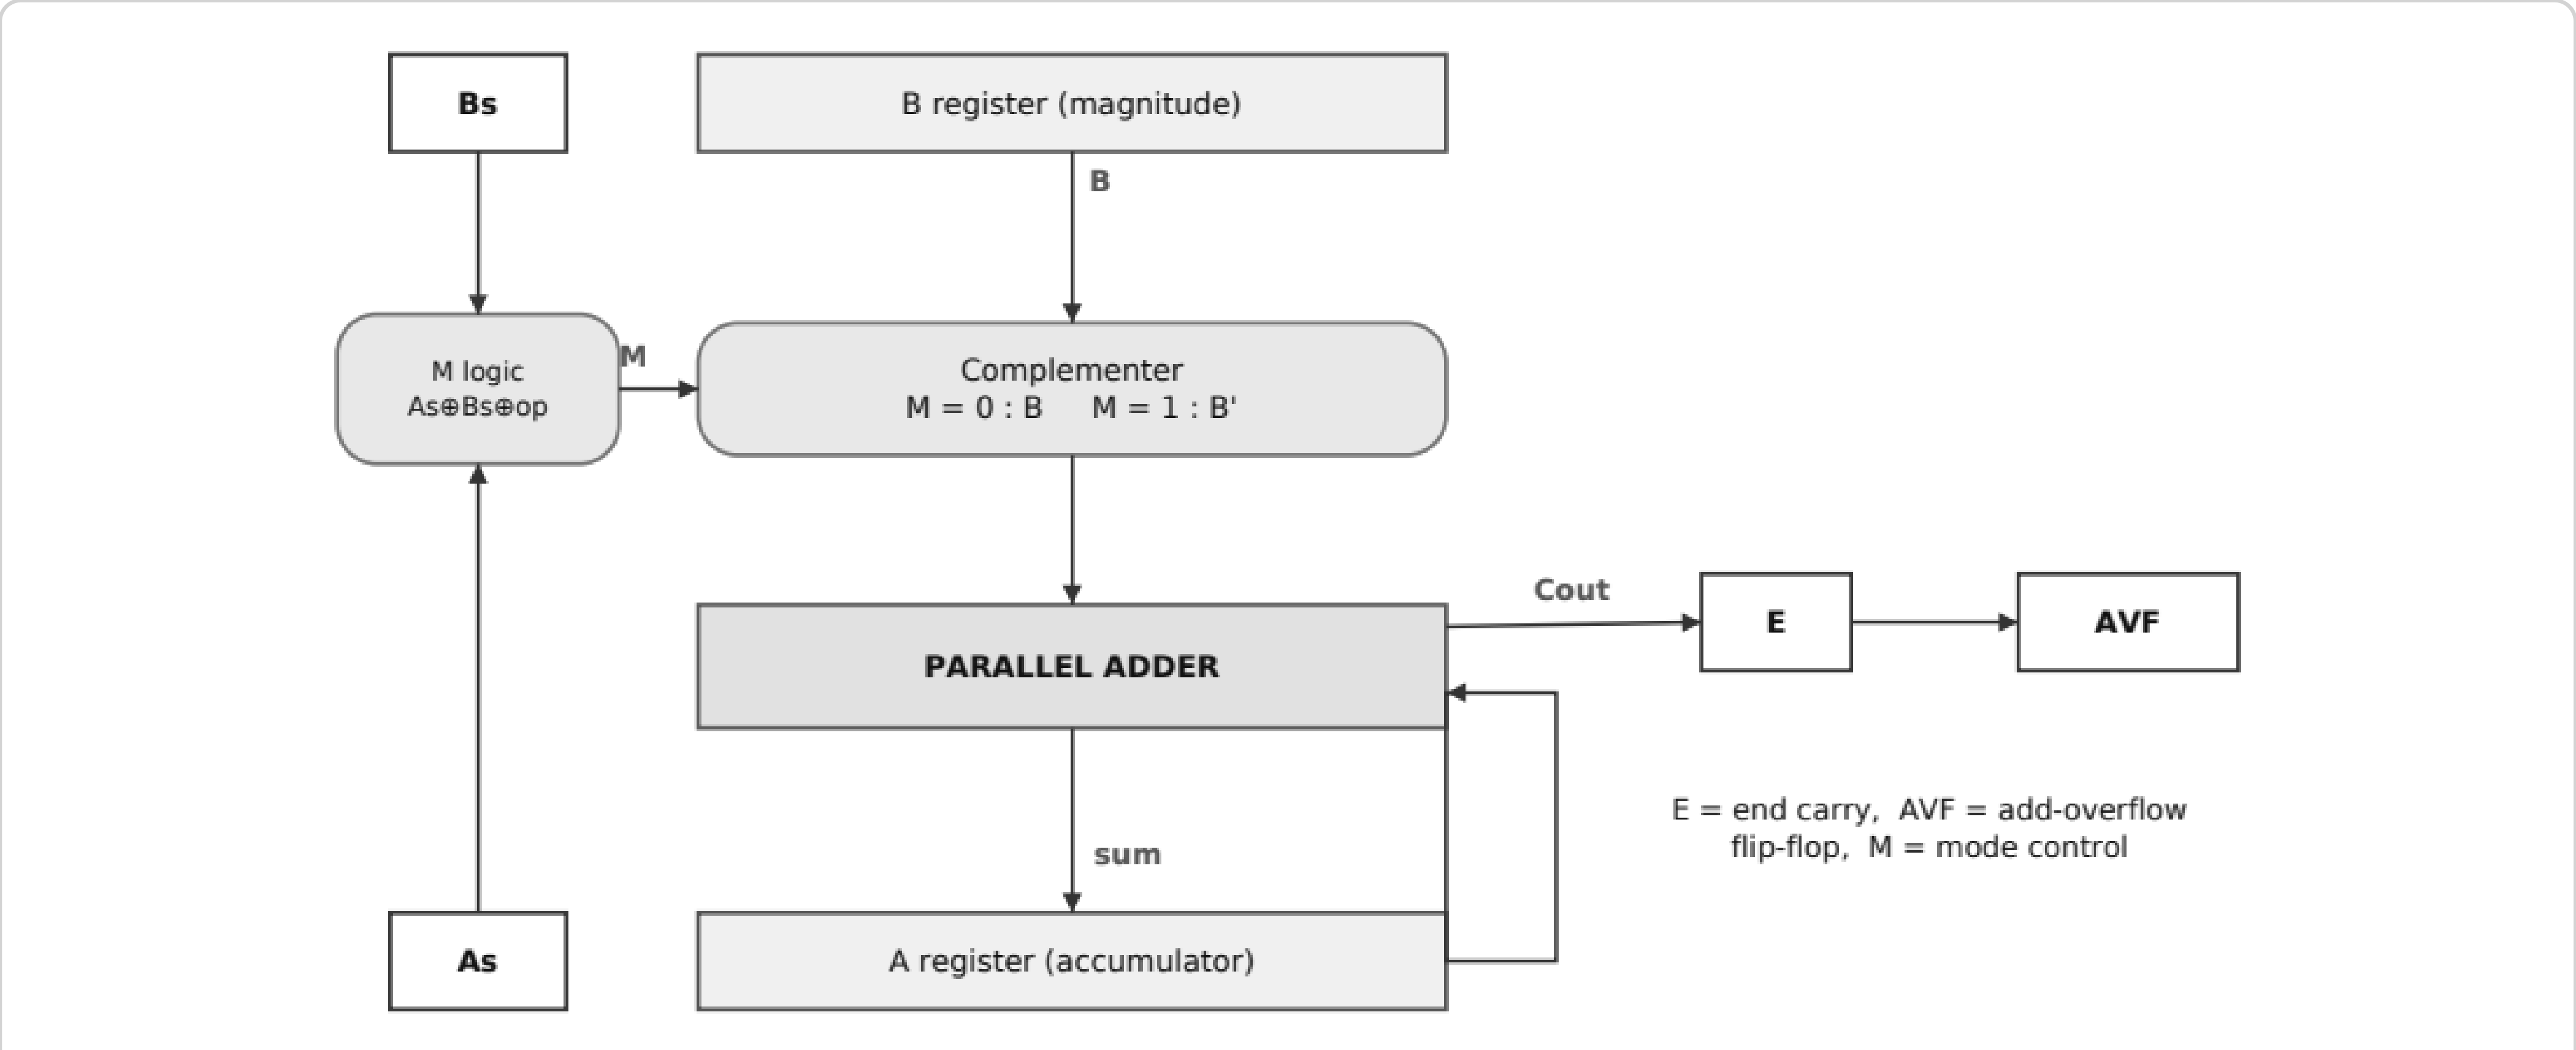 Bs
B register (magnitude)
B
M logic
As⊕Bs⊕op
M
Complementer
M = 0 : B M = 1 : B'
PARALLEL ADDER
Cout
E
AVF
sum
E = end carry, AVF = add-overflow
flip-flop, M = mode control
As
A register (accumulator)